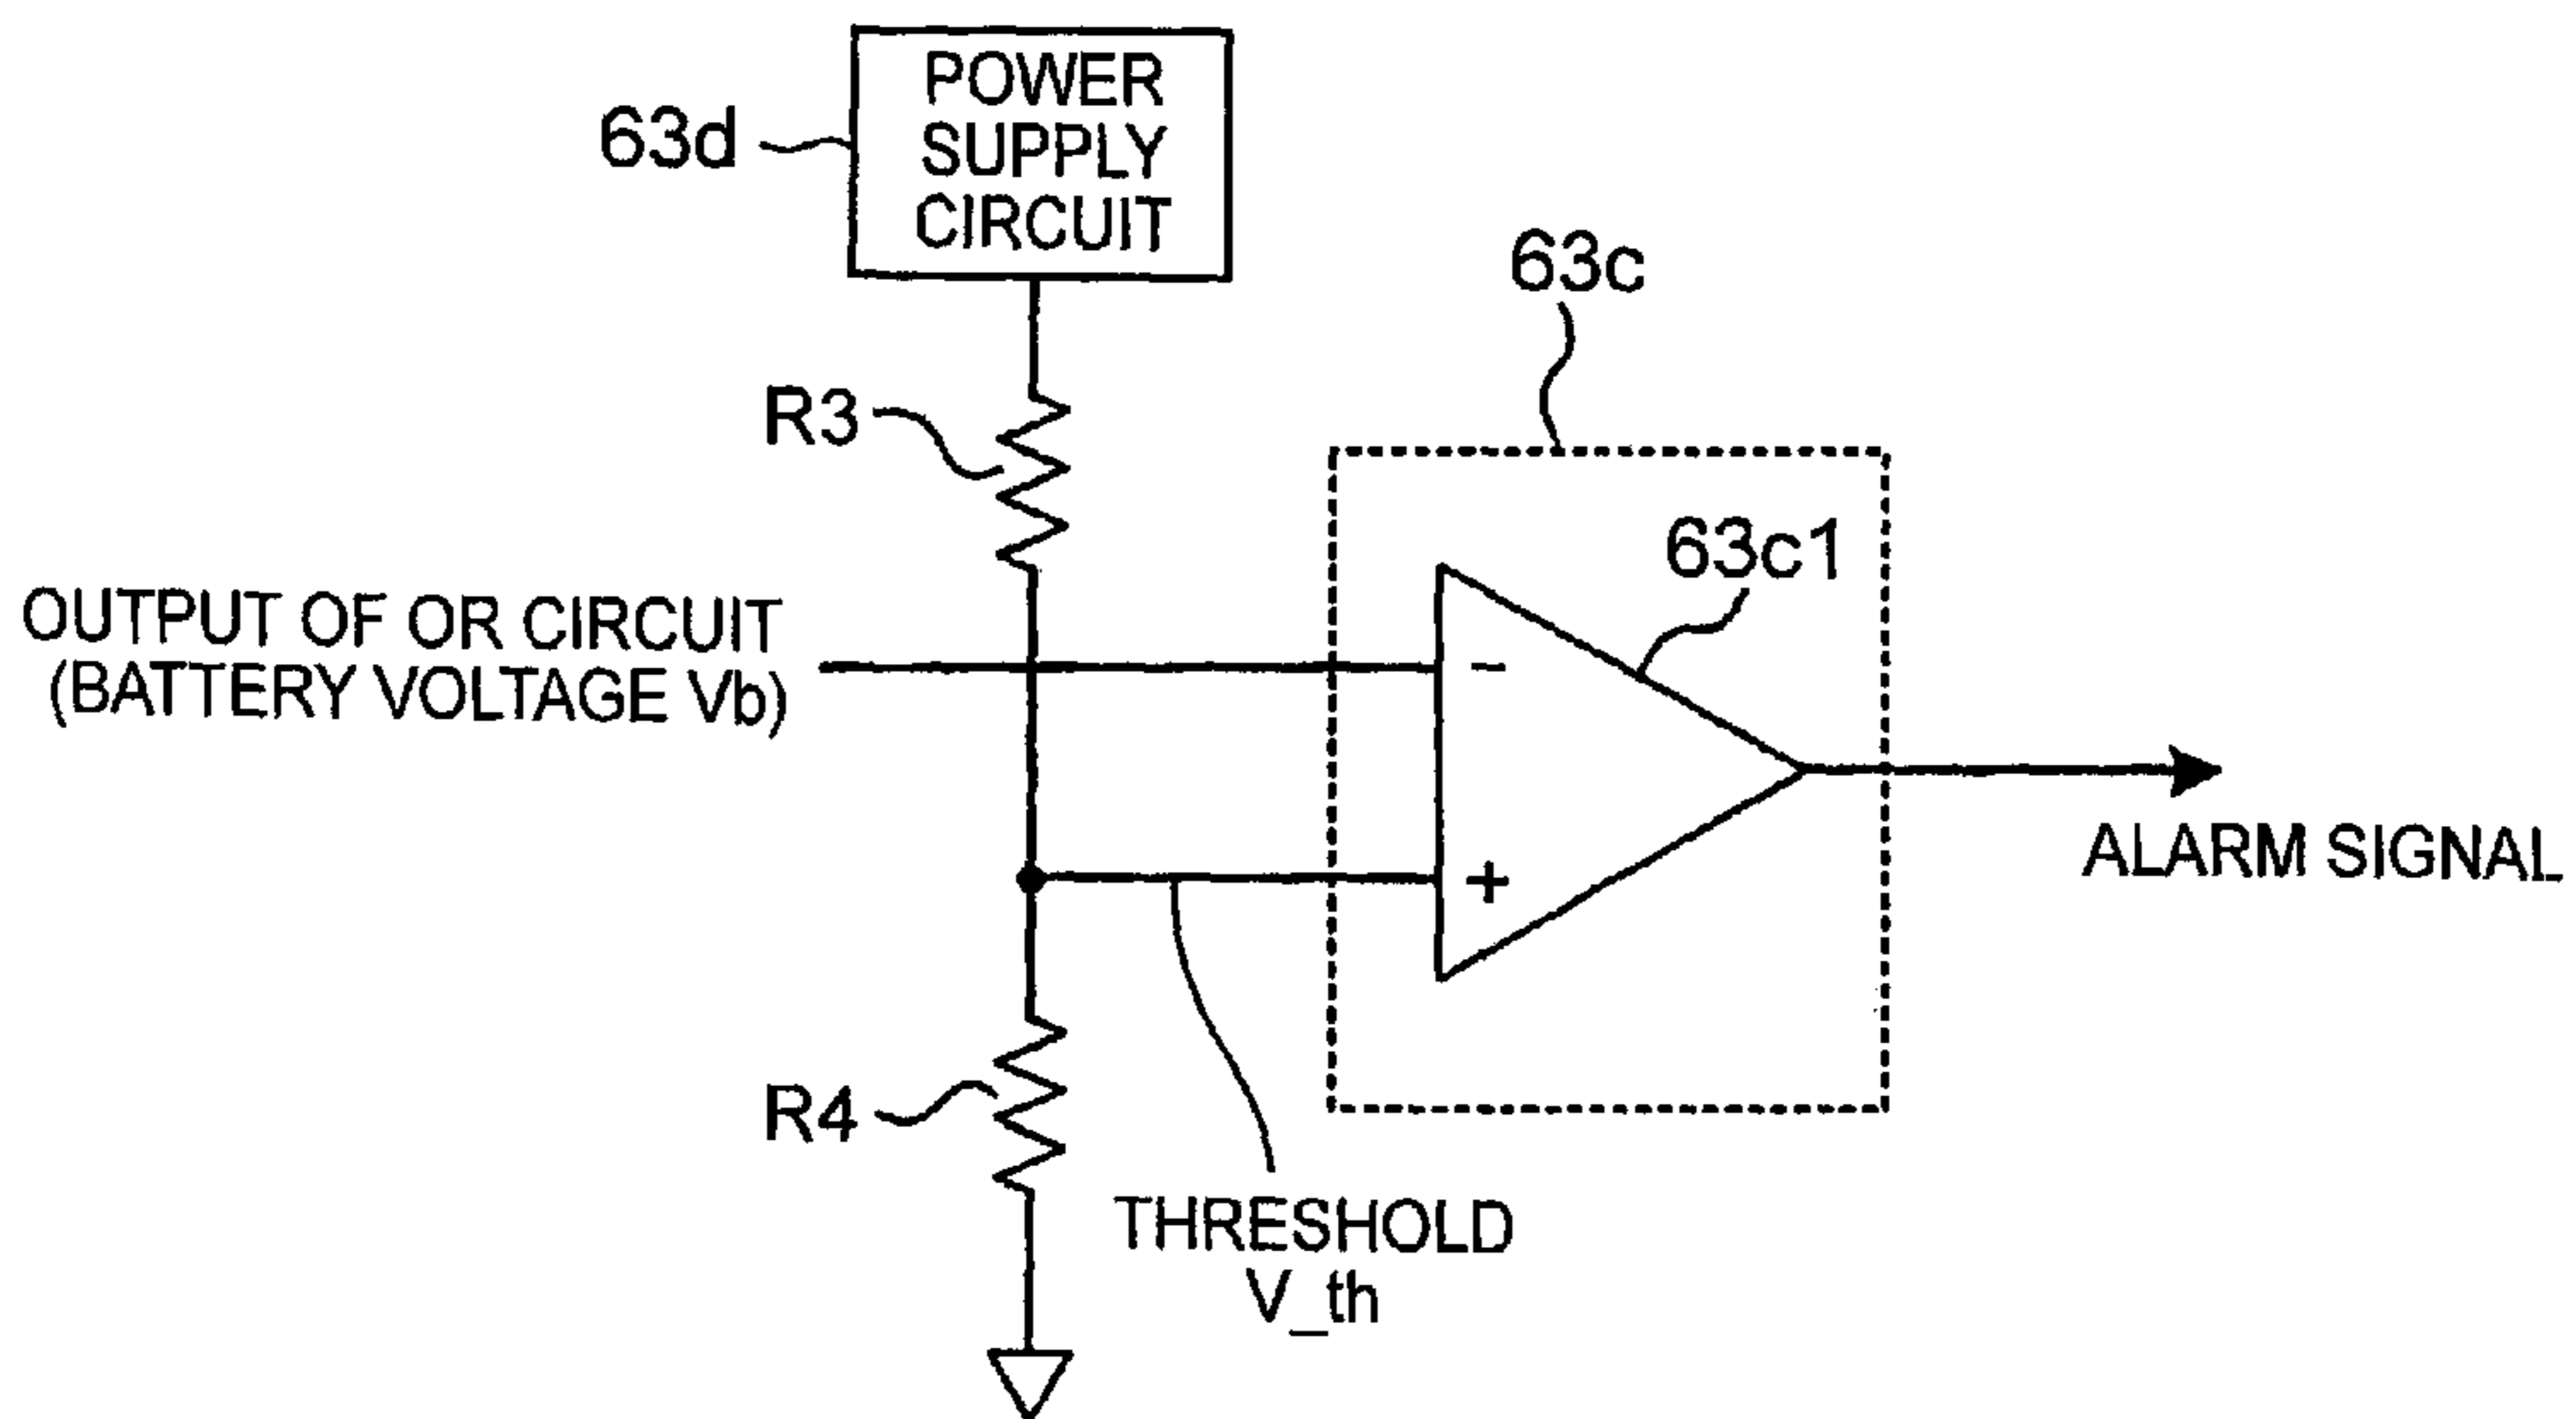 POWER
SUPPLY
CIRCUIT
63d
63c
R3
63c1
OUTPUT OF OR CIRCUIT
(BATTERY VOLTAGE Vb)
-
+
ALARM SIGNAL
R4
THRESHOLD
V_th